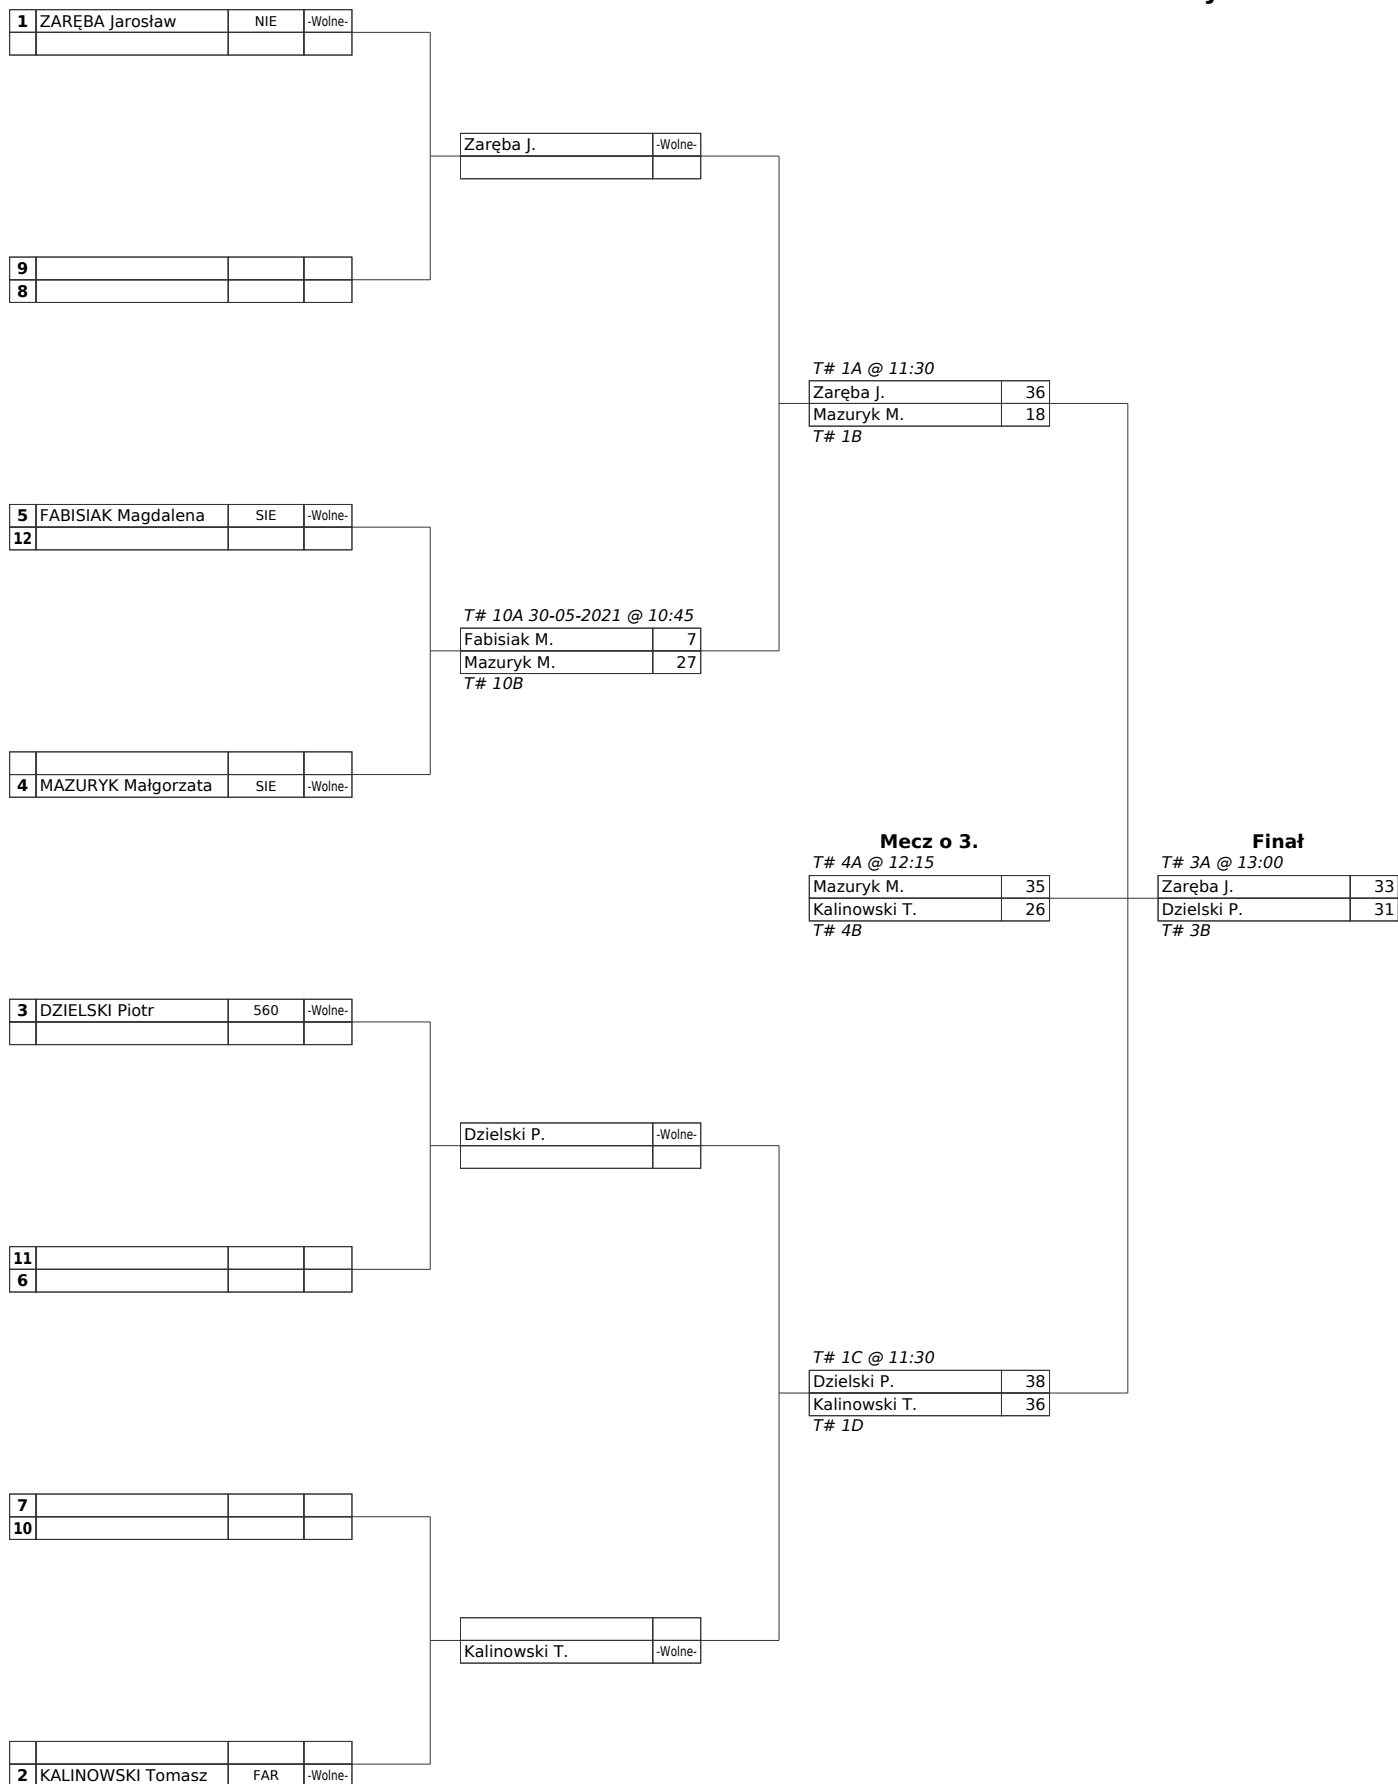 1 ZARĘBA Jarosław NIE -Wolne-
Zaręba J. -Wolne-
9
8
T# 1A @ 11:30
Zaręba J. 36
Mazuryk M. 18
T# 1B
5 FABISIAK Magdalena SIE -Wolne-
12
T# 10A 30-05-2021 @ 10:45
Fabisiak M. 7
Mazuryk M. 27
T# 10B
4 MAZURYK Małgorzata SIE -Wolne-
Mecz o 3.
T# 4A @ 12:15
Mazuryk M. 35
Kalinowski T. 26
T# 4B
Finał
T# 3A @ 13:00
Zaręba J. 33
Dzielski P. 31
T# 3B
3 DZIELSKI Piotr 560 -Wolne-
Dzielski P. -Wolne-
11
6
T# 1C @ 11:30
Dzielski P. 38
Kalinowski T. 36
T# 1D
7
10
Kalinowski T. -Wolne-
2 KALINOWSKI Tomasz FAR -Wolne-